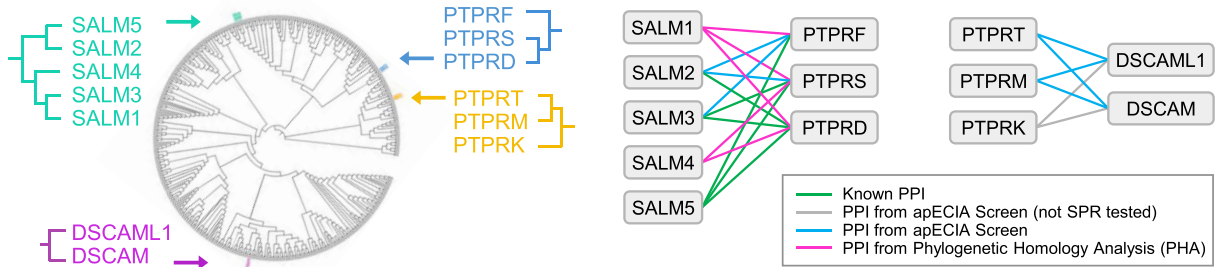 SALM5
SALM2
SALM4
SALM3
SALM1
DSCAML1
DSCAM
PTPRF
PTPRS
PTPRD
PTPRT
PTPRM
PTPRK
SALM1
SALM2
SALM3
SALM4
SALM5
PTPRF
PTPRS
PTPRD
PTPRT
PTPRM
PTPRK
DSCAML1
DSCAM
Known PPI
PPI from apECIA Screen (not SPR tested)
PPI from apECIA Screen
PPI from Phylogenetic Homology Analysis (PHA)